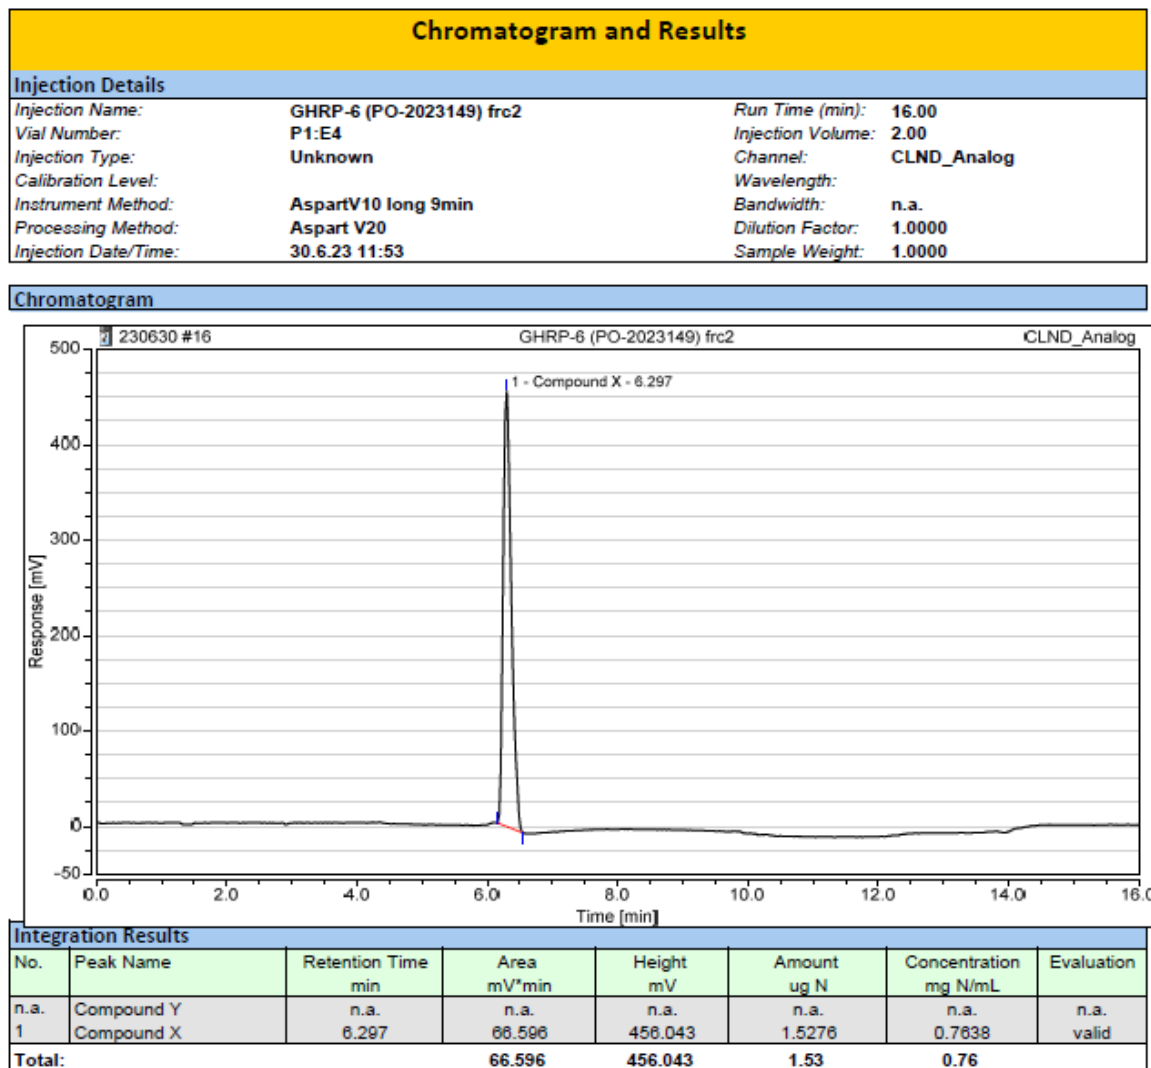 Chromatogram and Results
Injection Details
Injection Name: GHRP-6 (PO-2023149) frc2 Run Time (min): 16.00
Vial Number: P1:E4 Injection Volume: 2.00
Injection Type: Unknown Channel: CLND_Analog
Calibration Level: Wavelength:
Instrument Method: AspartV10 long 9min Bandwidth: n.a.
Processing Method: Aspart V20 Dilution Factor: 1.0000
Injection Date/Time: 30.6.23 11:53 Sample Weight: 1.0000
Chromatogram
230630 #16 GHRP-6 (PO-2023149) frc2 CLND_Analog
500
1 - Compound X - 6.297
400
300
Response [mV]
200
100
0
-50
0.0 2.0 4.0 6.0 8.0 10.0 12.0 14.0 16.0
Time [min]
Integration Results
No. Peak Name Retention Time Area Height Amount Concentration Evaluation
min mV*min mV ug N mg N/mL
n.a. Compound Y n.a. n.a. n.a. n.a. n.a. n.a.
1 Compound X 6.297 66.596 456.043 1.5276 0.7638 valid
Total: 66.596 456.043 1.53 0.76